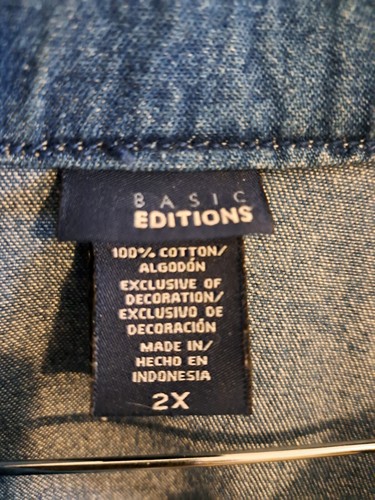 BASIC
EDITIONS
100% COTTON/
ALGODÓN
EXCLUSIVE OF
DECORATION/
EXCLUSIVO DE
DECORACIÓN
MADE IN/
HECHO EN
INDONESIA
2X